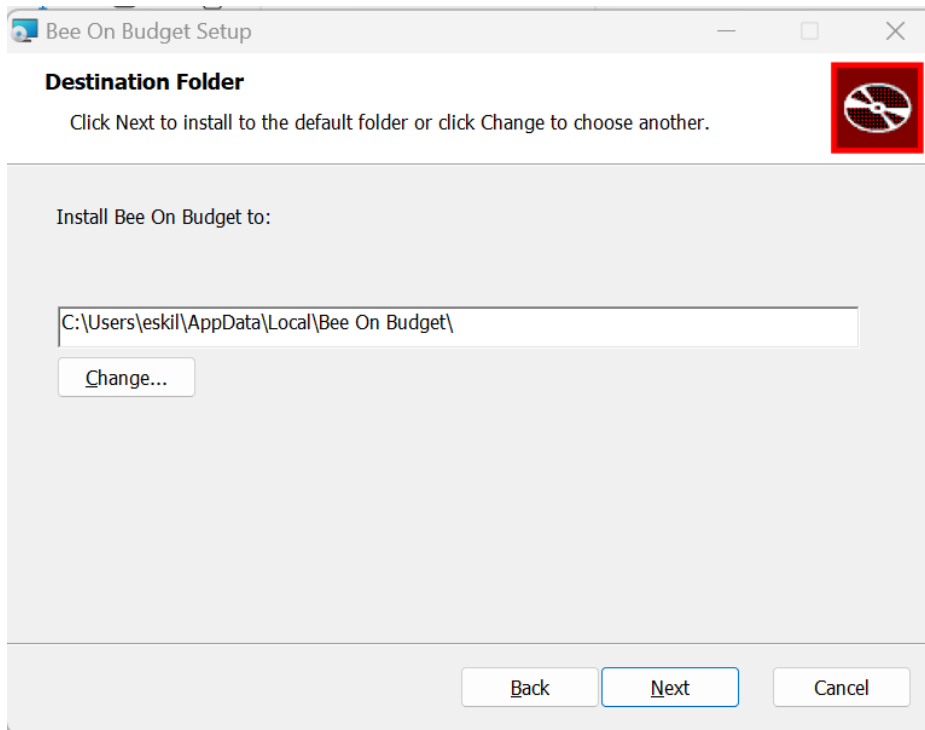 Bee On Budget Setup
Destination Folder
Click Next to install to the default folder or click Change to choose another.
Install Bee On Budget to:
C:\Users\eskil\AppData\Local\Bee On Budget\
Change...
Back
Next
Cancel